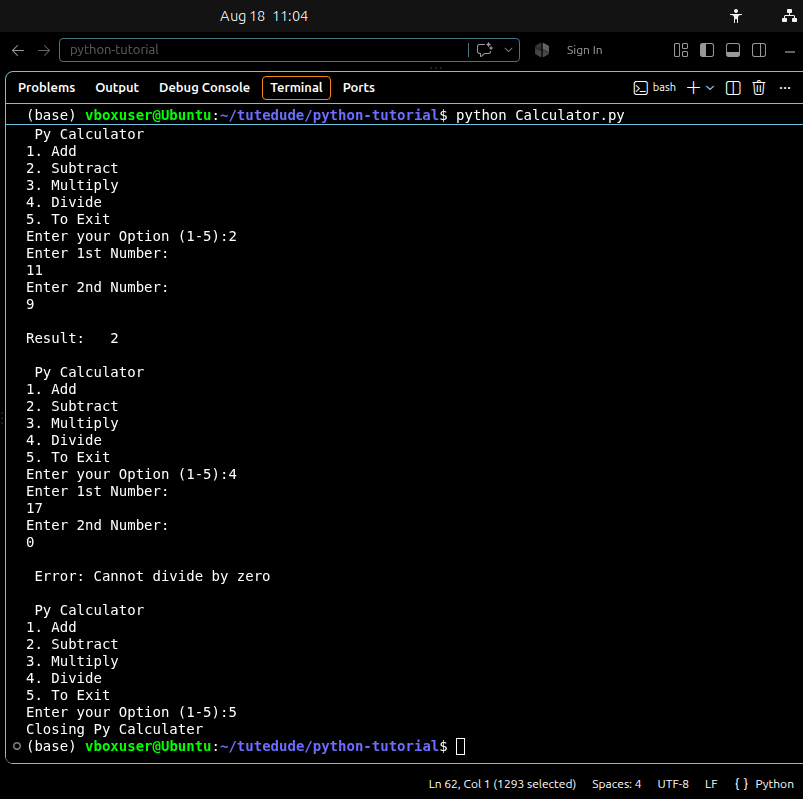 Aug 18 11:04
python-tutorial
Sign In
Problems Output Debug Console Terminal Ports bash
(base) vboxuser@Ubuntu:~/tutedude/python-tutorial$ python Calculator.py
Py Calculator
1. Add
2. Subtract
3. Multiply
4. Divide
5. To Exit
Enter your Option (1-5):2
Enter 1st Number:
11
Enter 2nd Number:
9
Result:   2
Py Calculator
1. Add
2. Subtract
3. Multiply
4. Divide
5. To Exit
Enter your Option (1-5):4
Enter 1st Number:
17
Enter 2nd Number:
0
Error: Cannot divide by zero
Py Calculator
1. Add
2. Subtract
3. Multiply
4. Divide
5. To Exit
Enter your Option (1-5):5
Closing Py Calculater
(base) vboxuser@Ubuntu:~/tutedude/python-tutorial$
Ln 62, Col 1 (1293 selected) Spaces: 4 UTF-8 LF { } Python